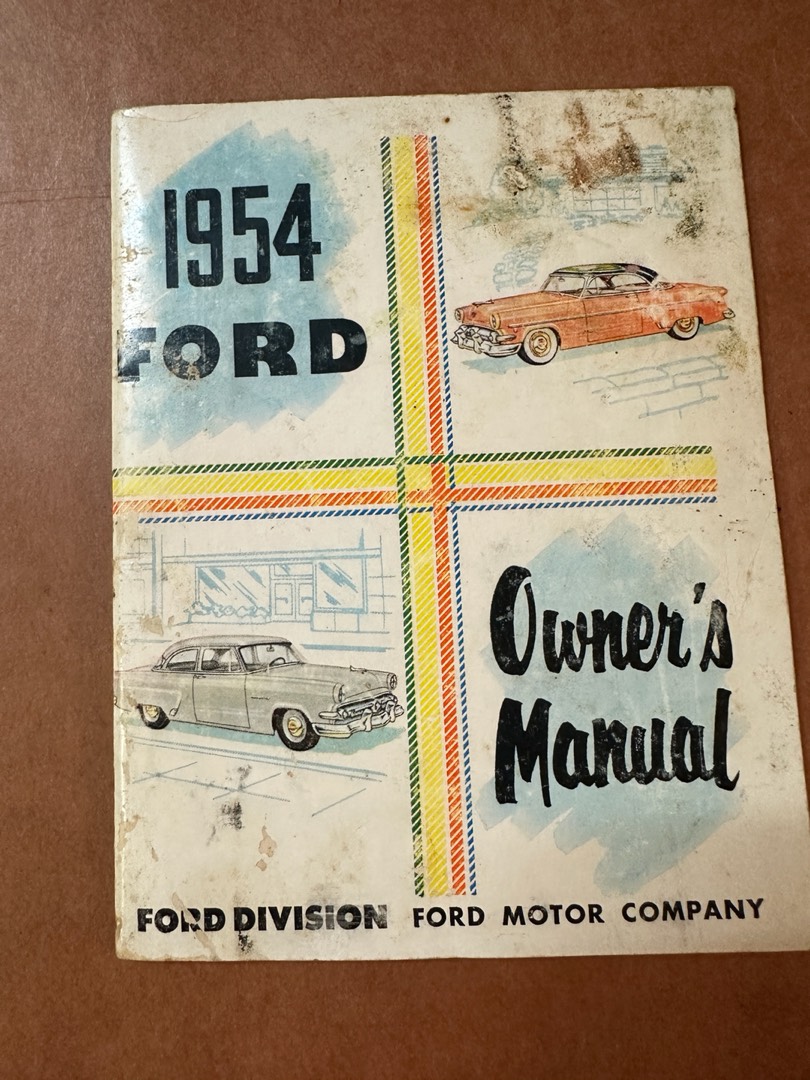 1954
FORD
Owner's
Manual
FORD DIVISION FORD MOTOR COMPANY